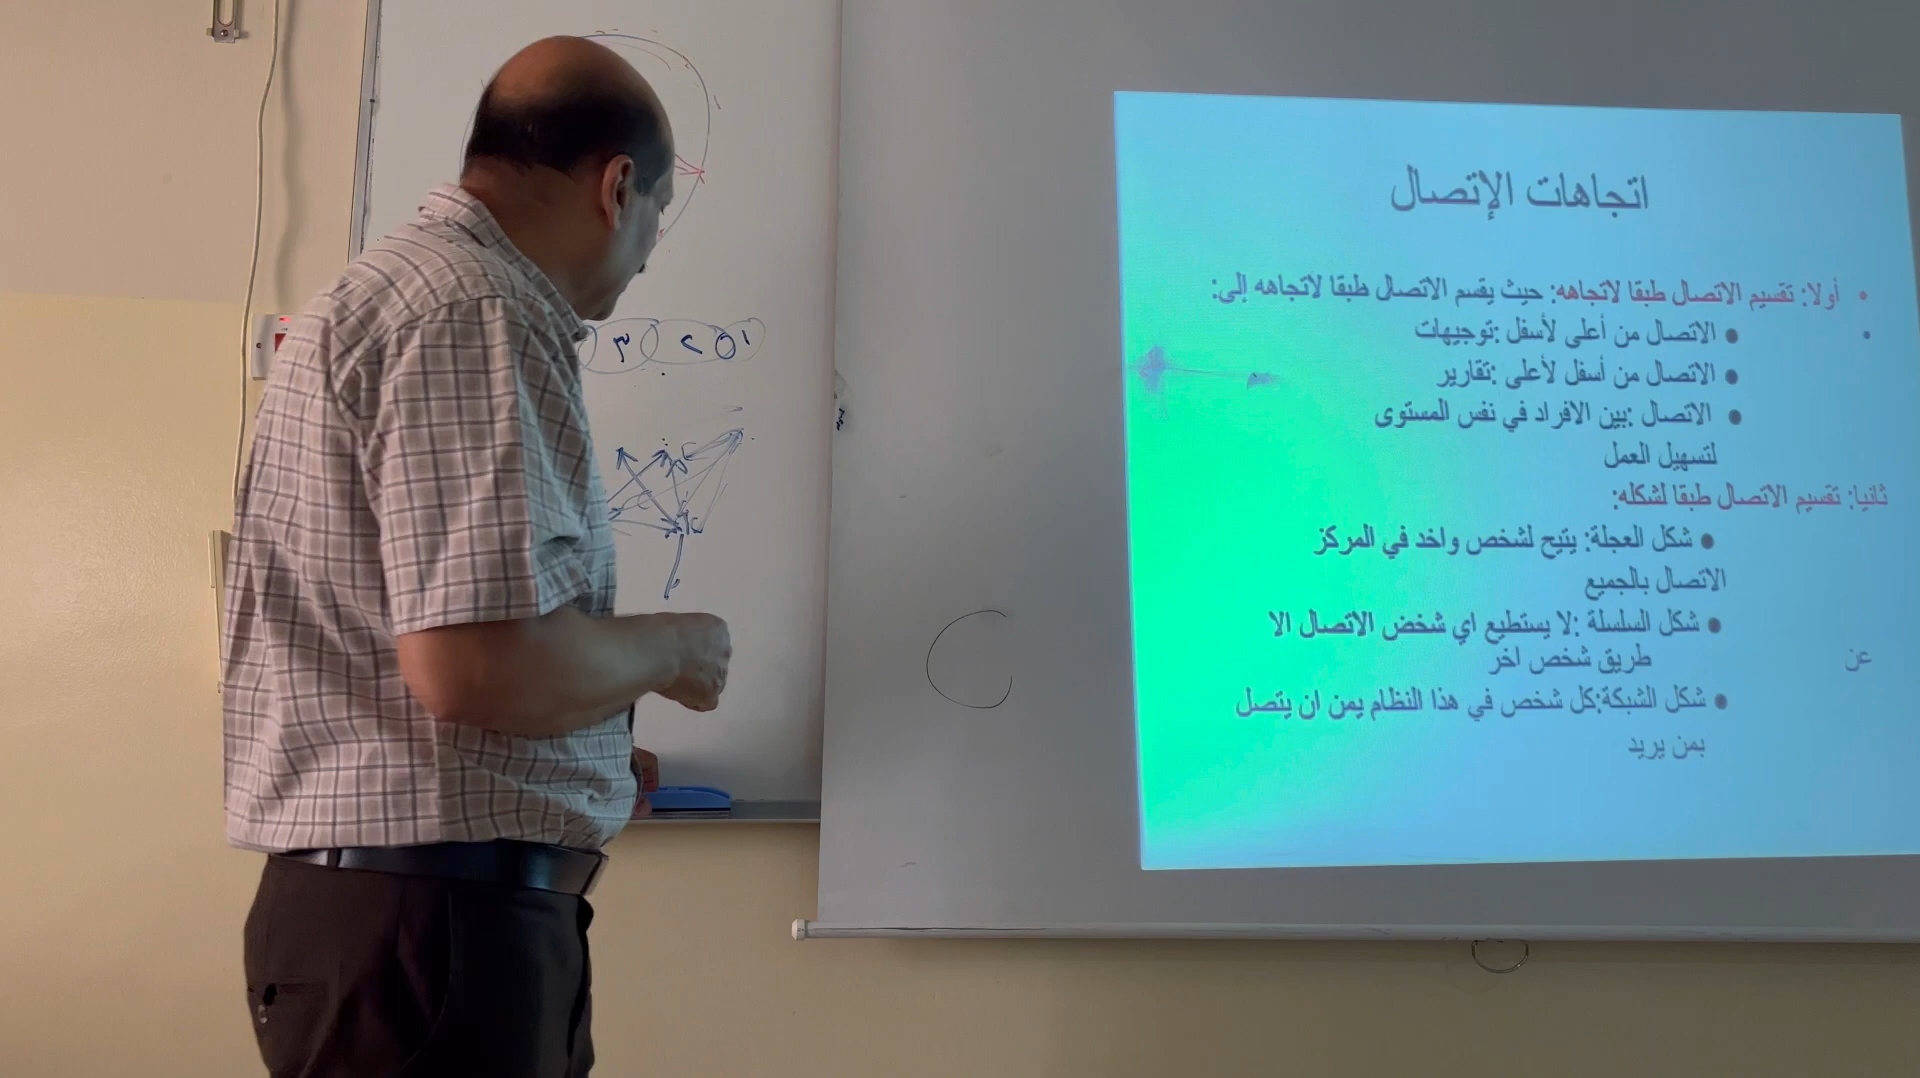 اتجاهات الإتصال
• أولا: تقسيم الاتصال طبقا لاتجاهه: حيث يقسم الاتصال طبقا لاتجاهه إلى:
• ● الاتصال من أعلى لأسفل :توجيهات
● الاتصال من أسفل لأعلى :تقارير
● الاتصال :بين الافراد في نفس المستوى
لتسهيل العمل
ثانيا: تقسيم الاتصال طبقا لشكله:
● شكل العجلة: يتيح لشخص واخد في المركز
الاتصال بالجميع
● شكل السلسلة :لا يستطيع اي شخض الاتصال الا
عن طريق شخص اخر
● شكل الشبكة:كل شخص في هذا النظام يمن ان يتصل
بمن يريد
١ ٢ ٣